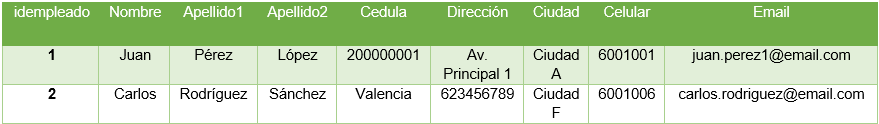 idempleado Nombre Apellido1 Apellido2 Cedula Dirección Ciudad Celular Email
1 Juan Pérez López 200000001 Av. Principal 1 Ciudad A 6001001 juan.perez1@email.com
2 Carlos Rodríguez Sánchez Valencia 623456789 Ciudad F 6001006 carlos.rodriguez@email.com